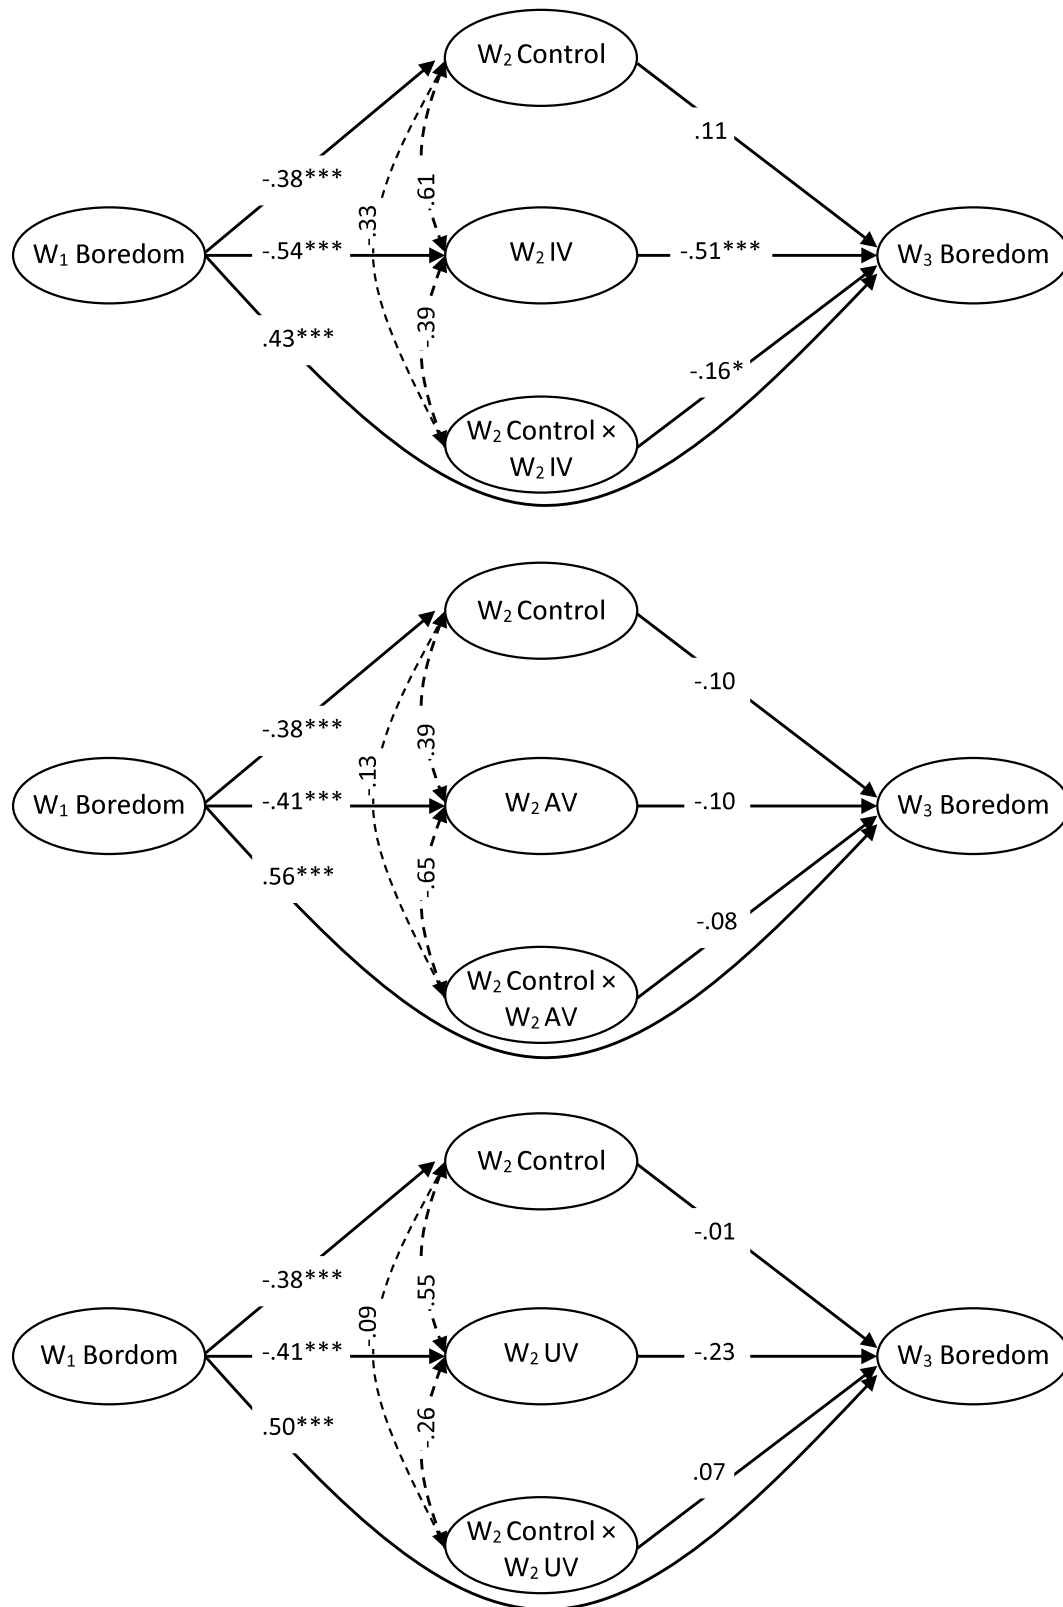 W₂ Control
.11
-.38***
.61
-.33
W₁ Boredom
-.54***
W₂ IV
-.51***
W₃ Boredom
-.39
.43***
-.16*
W₂ Control ×
W₂ IV
W₂ Control
-.10
-.38***
.39
-.13
W₁ Boredom
-.41***
W₂ AV
-.10
W₃ Boredom
-.65
.56***
-.08
W₂ Control ×
W₂ AV
W₂ Control
-.01
-.38***
.55
-.09
W₁ Bordom
-.41***
W₂ UV
-.23
W₃ Boredom
-.26
.50***
.07
W₂ Control ×
W₂ UV